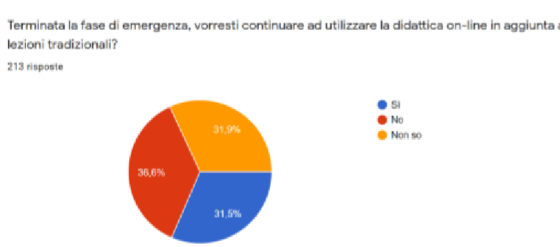 Terminata la fase di emergenza, vorresti continuare ad utilizzare la didattica on-line in aggiunta a
lezioni tradizionali?
213 risposte
Sì
No
Non so
31,9%
36,6%
31,5%